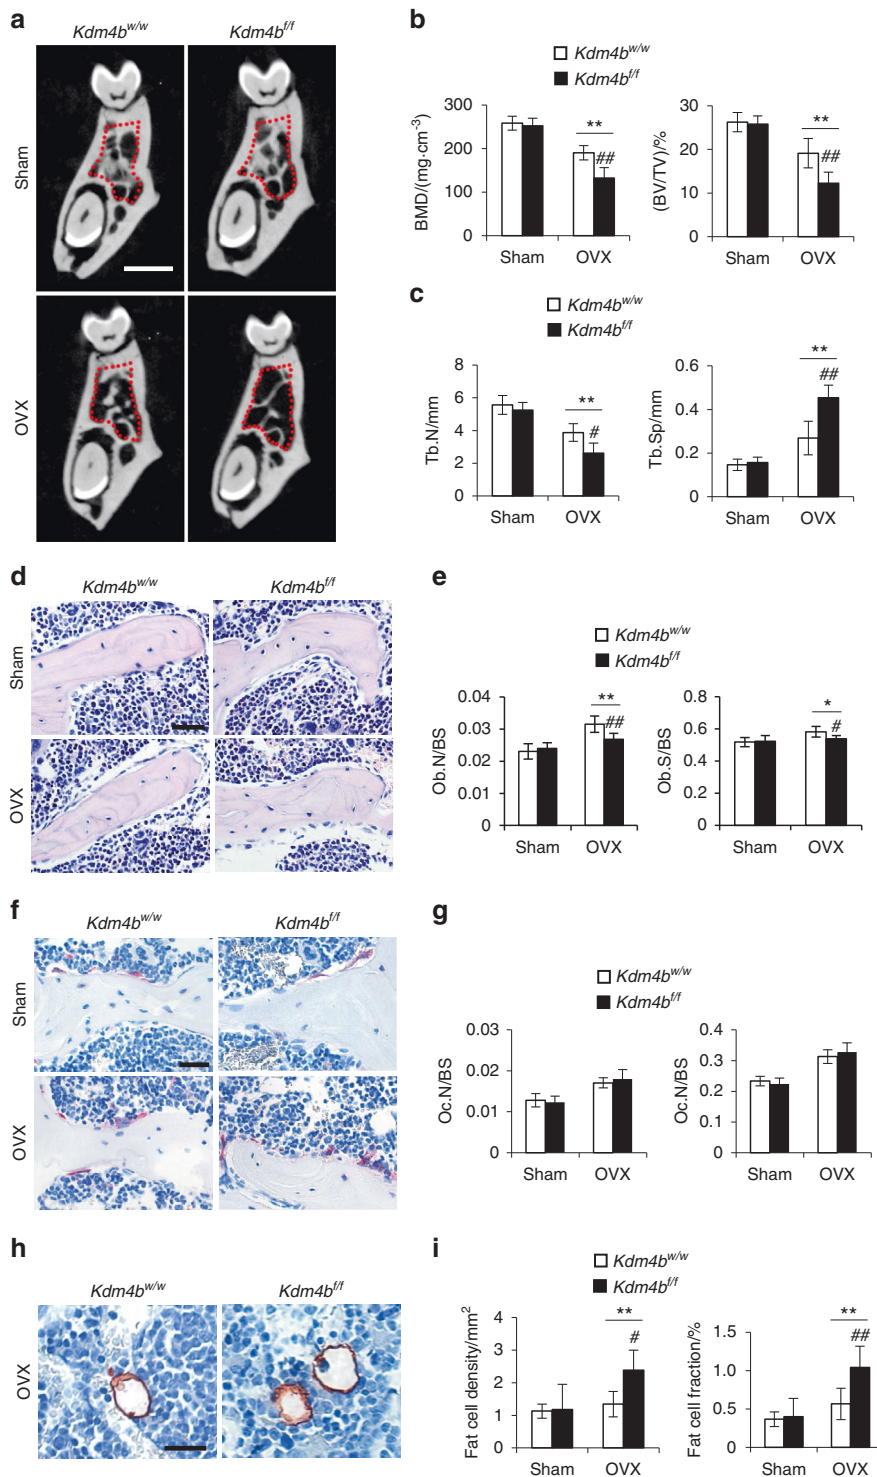 a
Kdm4b^w/w Kdm4b^f/f
Sham
OVX
b
Kdm4b^w/w
Kdm4b^f/f
BMD/(mg·cm⁻³)
300
200
100
0
**
##
Sham OVX
(BV/TV)/%
30
20
10
0
**
##
Sham OVX
c
Kdm4b^w/w
Kdm4b^f/f
Tb.N/mm
8
6
4
2
0
**
#
Sham OVX
Tb.Sp/mm
0.6
0.4
0.2
0
**
##
Sham OVX
d
Kdm4b^w/w Kdm4b^f/f
Sham
OVX
e
Kdm4b^w/w
Kdm4b^f/f
Ob.N/BS
0.04
0.03
0.02
0.01
0
**
##
Sham OVX
Ob.S/BS
0.8
0.6
0.4
0.2
0
*
#
Sham OVX
f
Kdm4b^w/w Kdm4b^f/f
Sham
OVX
g
Kdm4b^w/w
Kdm4b^f/f
Oc.N/BS
0.03
0.02
0.01
0
Sham OVX
Oc.N/BS
0.4
0.3
0.2
0.1
0
Sham OVX
h
Kdm4b^w/w Kdm4b^f/f
OVX
i
Kdm4b^w/w
Kdm4b^f/f
Fat cell density/mm²
4
3
2
1
0
**
#
Sham OVX
Fat cell fraction/%
1.5
1.0
0.5
0
**
##
Sham OVX